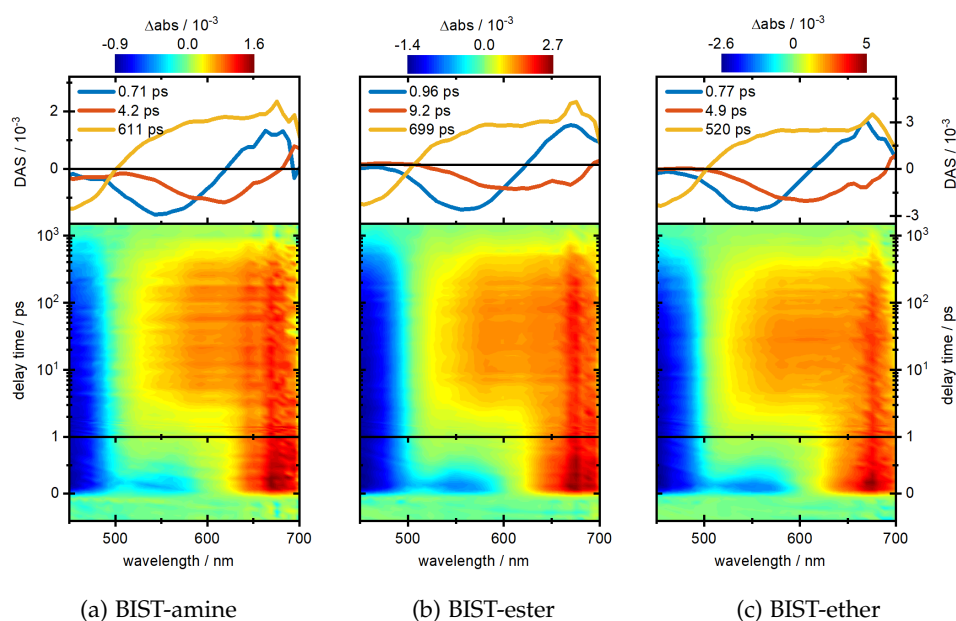 Δabs / 10⁻³
-0.9 0.0 1.6
Δabs / 10⁻³
-1.4 0.0 2.7
Δabs / 10⁻³
-2.6 0 5
DAS / 10⁻³
2
0
0.71 ps
4.2 ps
611 ps
0.96 ps
9.2 ps
699 ps
0.77 ps
4.9 ps
520 ps
3
0
-3
DAS / 10⁻³
delay time / ps
10³
10²
10¹
1
0
10³
10²
10¹
1
0
10³
10²
10¹
1
0
delay time / ps
500 600 700
500 600 700
500 600 700
wavelength / nm
wavelength / nm
wavelength / nm
(a) BIST-amine
(b) BIST-ester
(c) BIST-ether